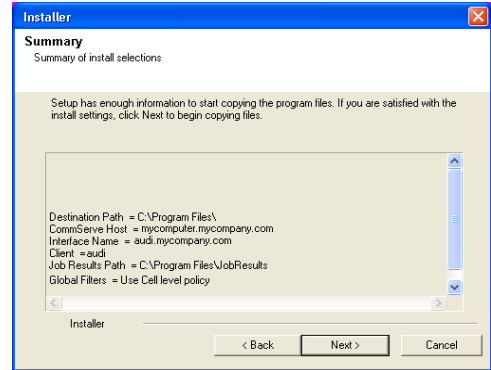 Installer
Summary
Summary of install selections
Setup has enough information to start copying the program files. If you are satisfied with the
install settings, click Next to begin copying files.
Destination Path = C:\Program Files\
CommServe Host = mycomputer.mycompany.com
Interface Name = audi.mycompany.com
Client =audi
Job Results Path = C:\Program Files\JobResults
Global Filters = Use Cell level policy
Installer
< Back
Next >
Cancel